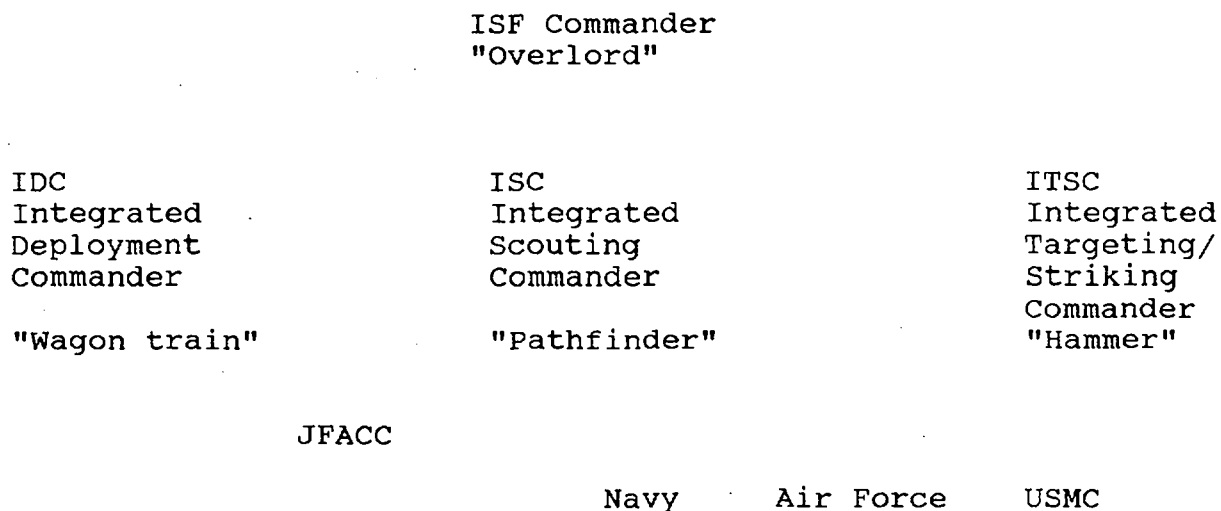 ISF Commander
"Overlord"
IDC
Integrated
Deployment
Commander
"Wagon train"
ISC
Integrated
Scouting
Commander
"Pathfinder"
ITSC
Integrated
Targeting/
Striking
Commander
"Hammer"
JFACC
Navy Air Force USMC